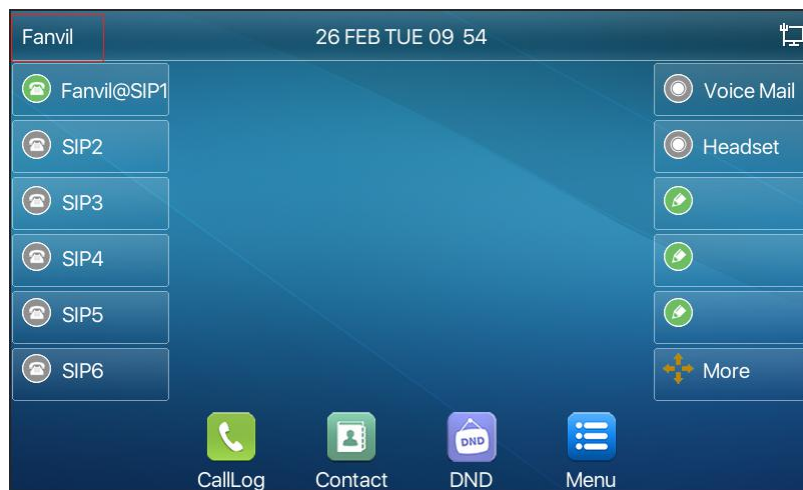 Fanvil
26 FEB TUE 09 54
Fanvil@SIP1
SIP2
SIP3
SIP4
SIP5
SIP6
Voice Mail
Headset
More
DND
CallLog
Contact
DND
Menu